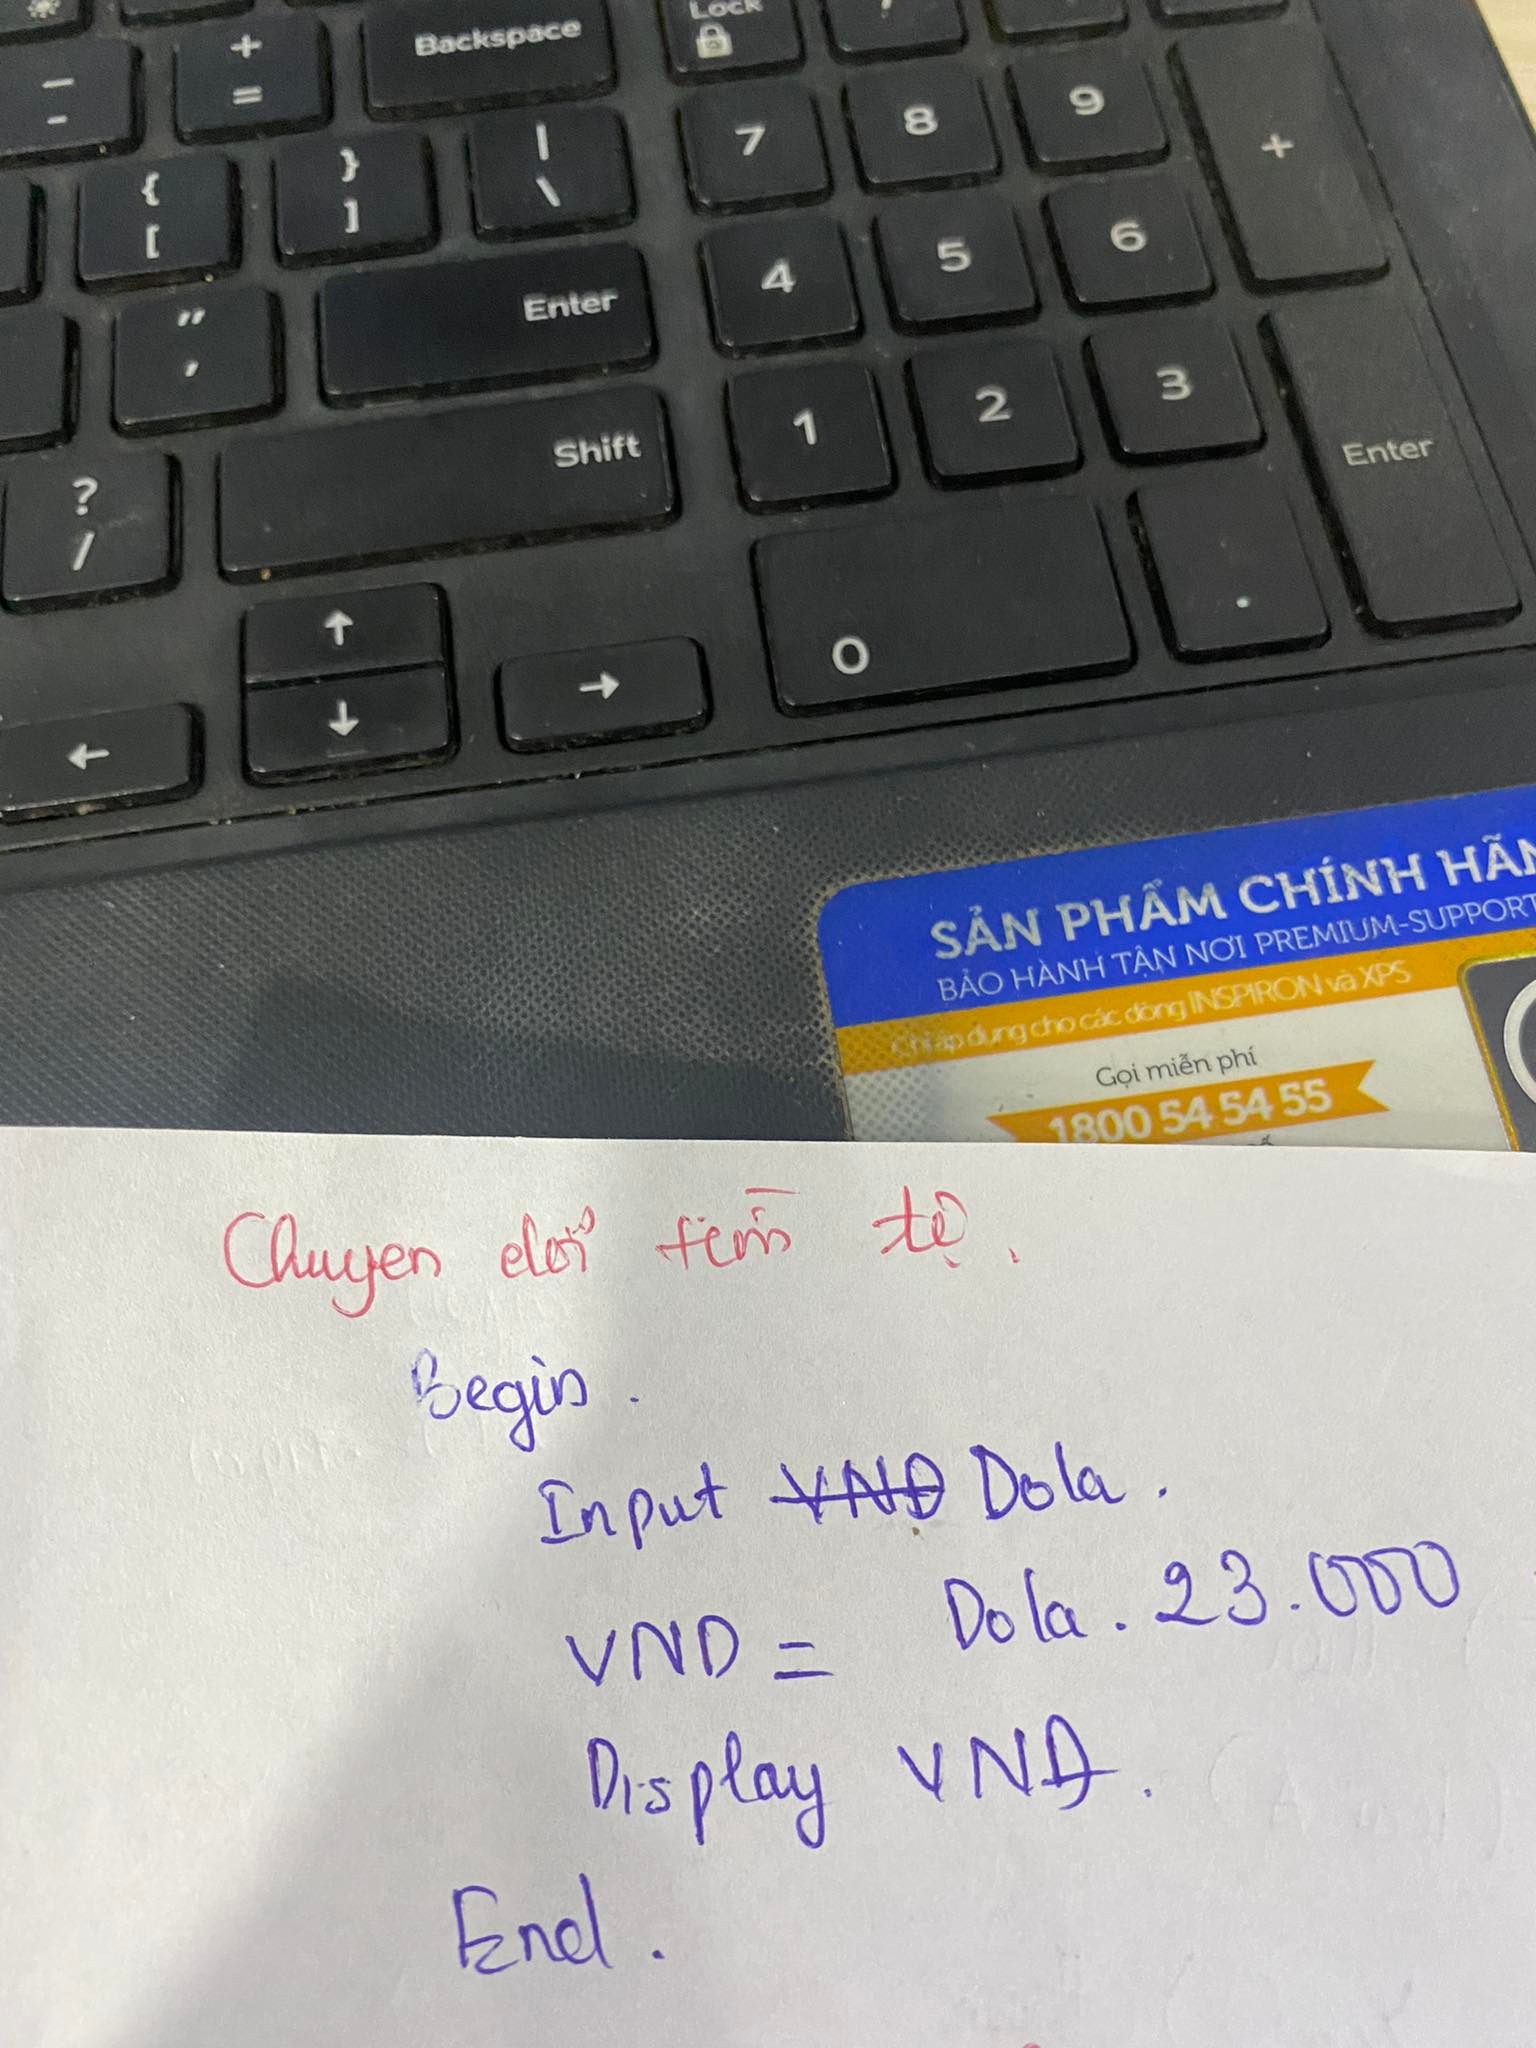 Lock
+
=
Backspace
7
8
9
+
{
[
}
]
|
\
4
5
6
"
'
Enter
1
2
3
Enter
?
/
Shift
↑
0
.
←
↓
→
SẢN PHẨM CHÍNH HÃN
BẢO HÀNH TẬN NƠI PREMIUM-SUPPORT
Chỉ áp dụng cho các dòng INSPIRON và XPS
Gọi miễn phí
1800 54 54 55
Chuyen đổi tiền tệ.
Begin.
Input VNĐ Dola.
VND = Dola . 23.000
Display VNĐ.
End.